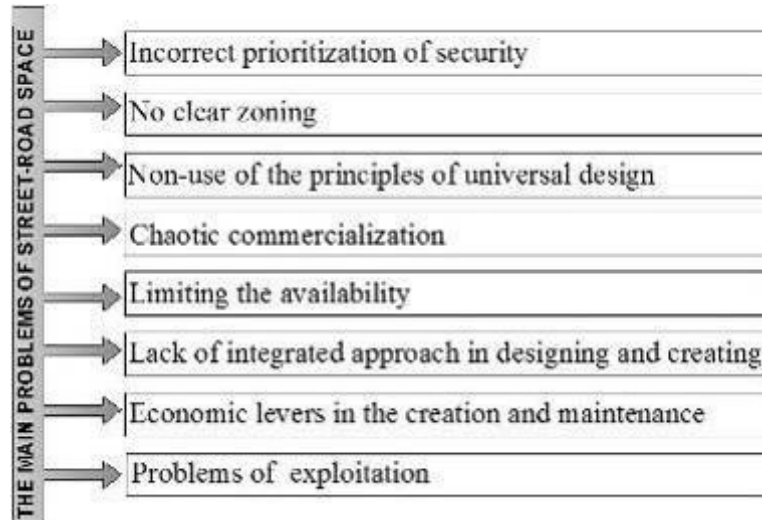 THE MAIN PROBLEMS OF STREET-ROAD SPACE
Incorrect prioritization of security
No clear zoning
Non-use of the principles of universal design
Chaotic commercialization
Limiting the availability
Lack of integrated approach in designing and creating
Economic levers in the creation and maintenance
Problems of exploitation